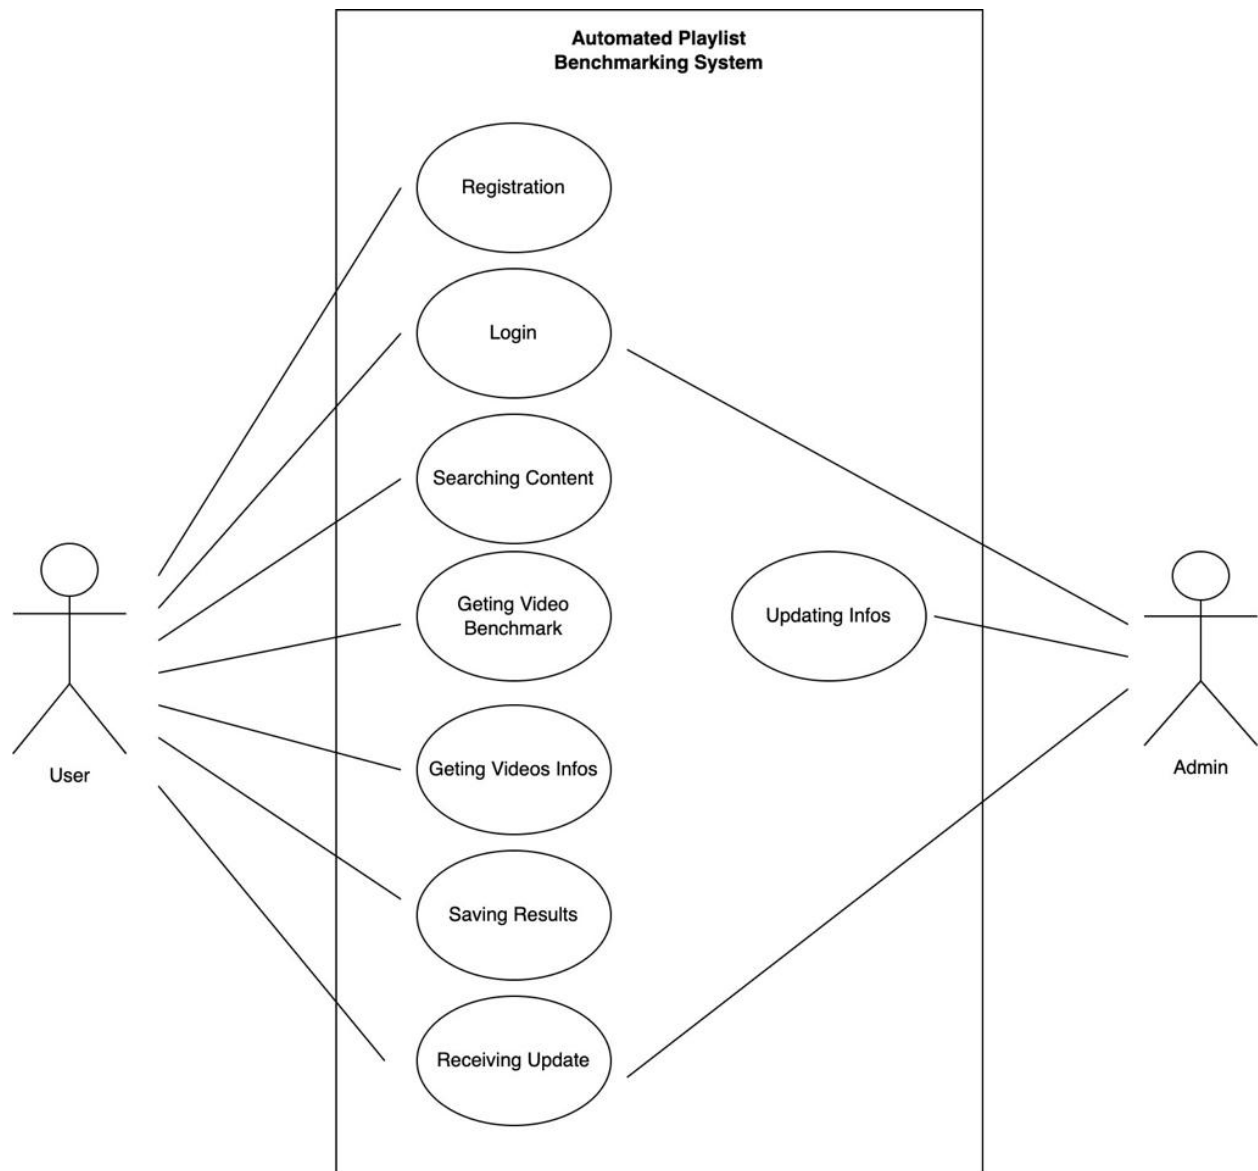 Automated Playlist
Benchmarking System
Registration
Login
Searching Content
Geting Video
Benchmark
Updating Infos
Geting Videos Infos
User
Admin
Saving Results
Receiving Update